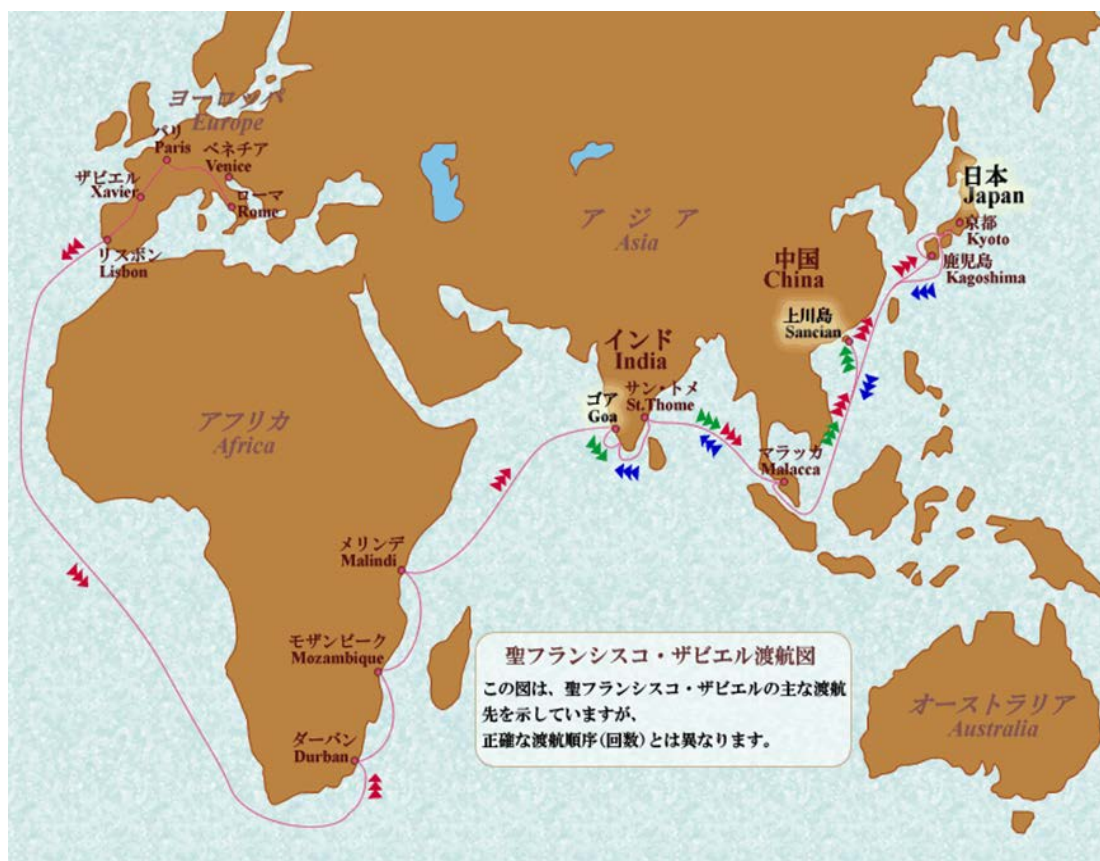 ヨーロッパ
Europe
パリ
Paris
ベネチア
Venice
ザビエル
Xavier
ローマ
Rome
リスボン
Lisbon
アジア
Asia
日本
Japan
京都
Kyoto
鹿児島
Kagoshima
中国
China
上川島
Sancian
インド
India
ゴア
Goa
サン・トメ
St.Thome
マラッカ
Malacca
アフリカ
Africa
メリンデ
Malindi
モザンビーク
Mozambique
ダーバン
Durban
聖フランシスコ・ザビエル渡航図
この図は、聖フランシスコ・ザビエルの主な渡航
先を示していますが、
正確な渡航順序(回数)とは異なります。
オーストラリア
Australia